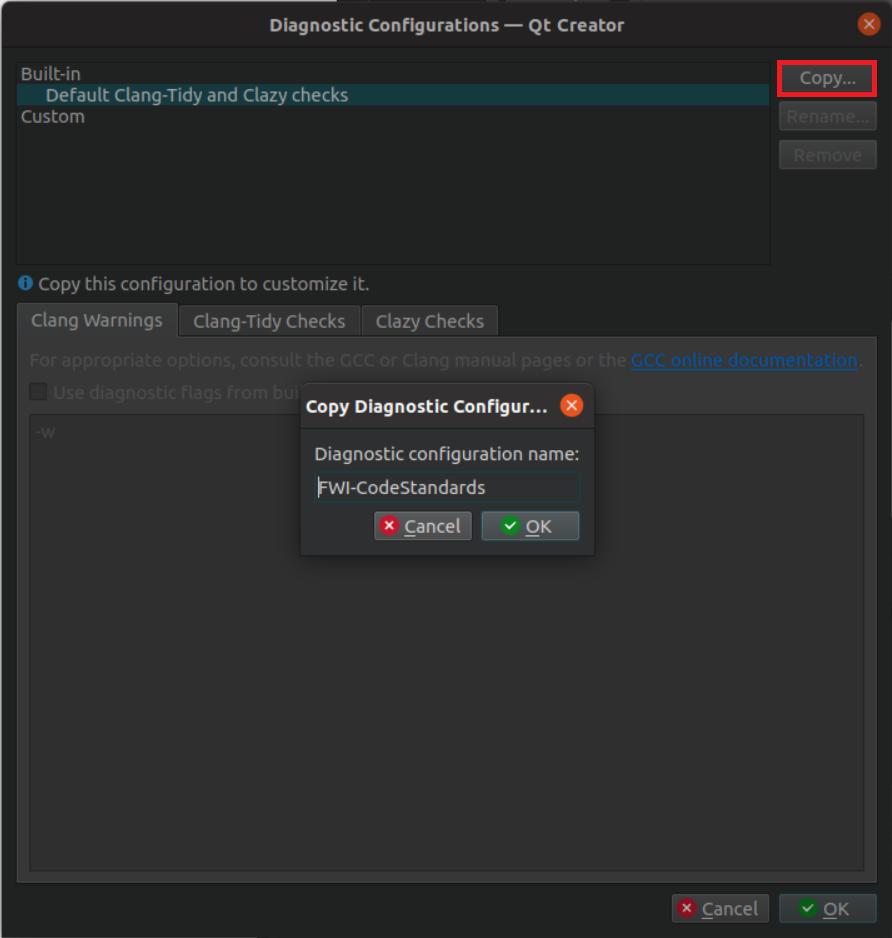 Diagnostic Configurations — Qt Creator
Built-in
Default Clang-Tidy and Clazy checks
Custom
Copy...
Rename...
Remove
Copy this configuration to customize it.
Clang Warnings
Clang-Tidy Checks
Clazy Checks
For appropriate options, consult the GCC or Clang manual pages or the GCC online documentation.
Use diagnostic flags from
-w
Copy Diagnostic Configur...
Diagnostic configuration name:
FWI-CodeStandards
Cancel
OK
Cancel
OK